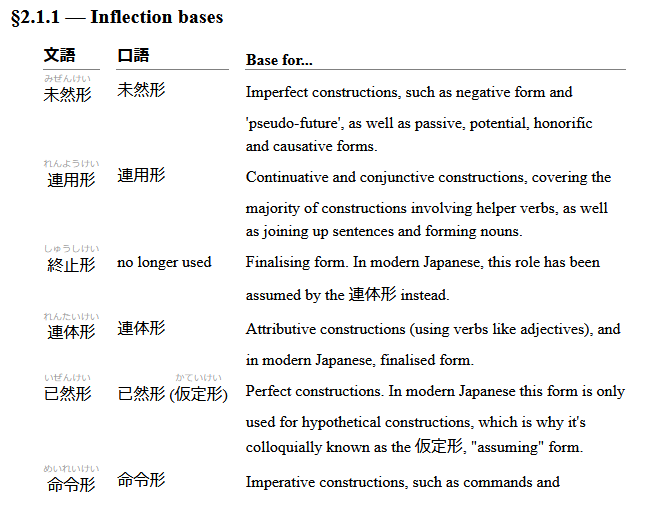 §2.1.1 — Inflection bases
文語 口語 Base for...
みぜんけい
未然形 未然形 Imperfect constructions, such as negative form and
'pseudo-future', as well as passive, potential, honorific
and causative forms.
れんようけい
連用形 連用形 Continuative and conjunctive constructions, covering the
majority of constructions involving helper verbs, as well
as joining up sentences and forming nouns.
しゅうしけい
終止形 no longer used Finalising form. In modern Japanese, this role has been
assumed by the 連体形 instead.
れんたいけい
連体形 連体形 Attributive constructions (using verbs like adjectives), and
in modern Japanese, finalised form.
いぜんけい かていけい
已然形 已然形 (仮定形) Perfect constructions. In modern Japanese this form is only
used for hypothetical constructions, which is why it's
colloquially known as the 仮定形, "assuming" form.
めいれいけい
命令形 命令形 Imperative constructions, such as commands and